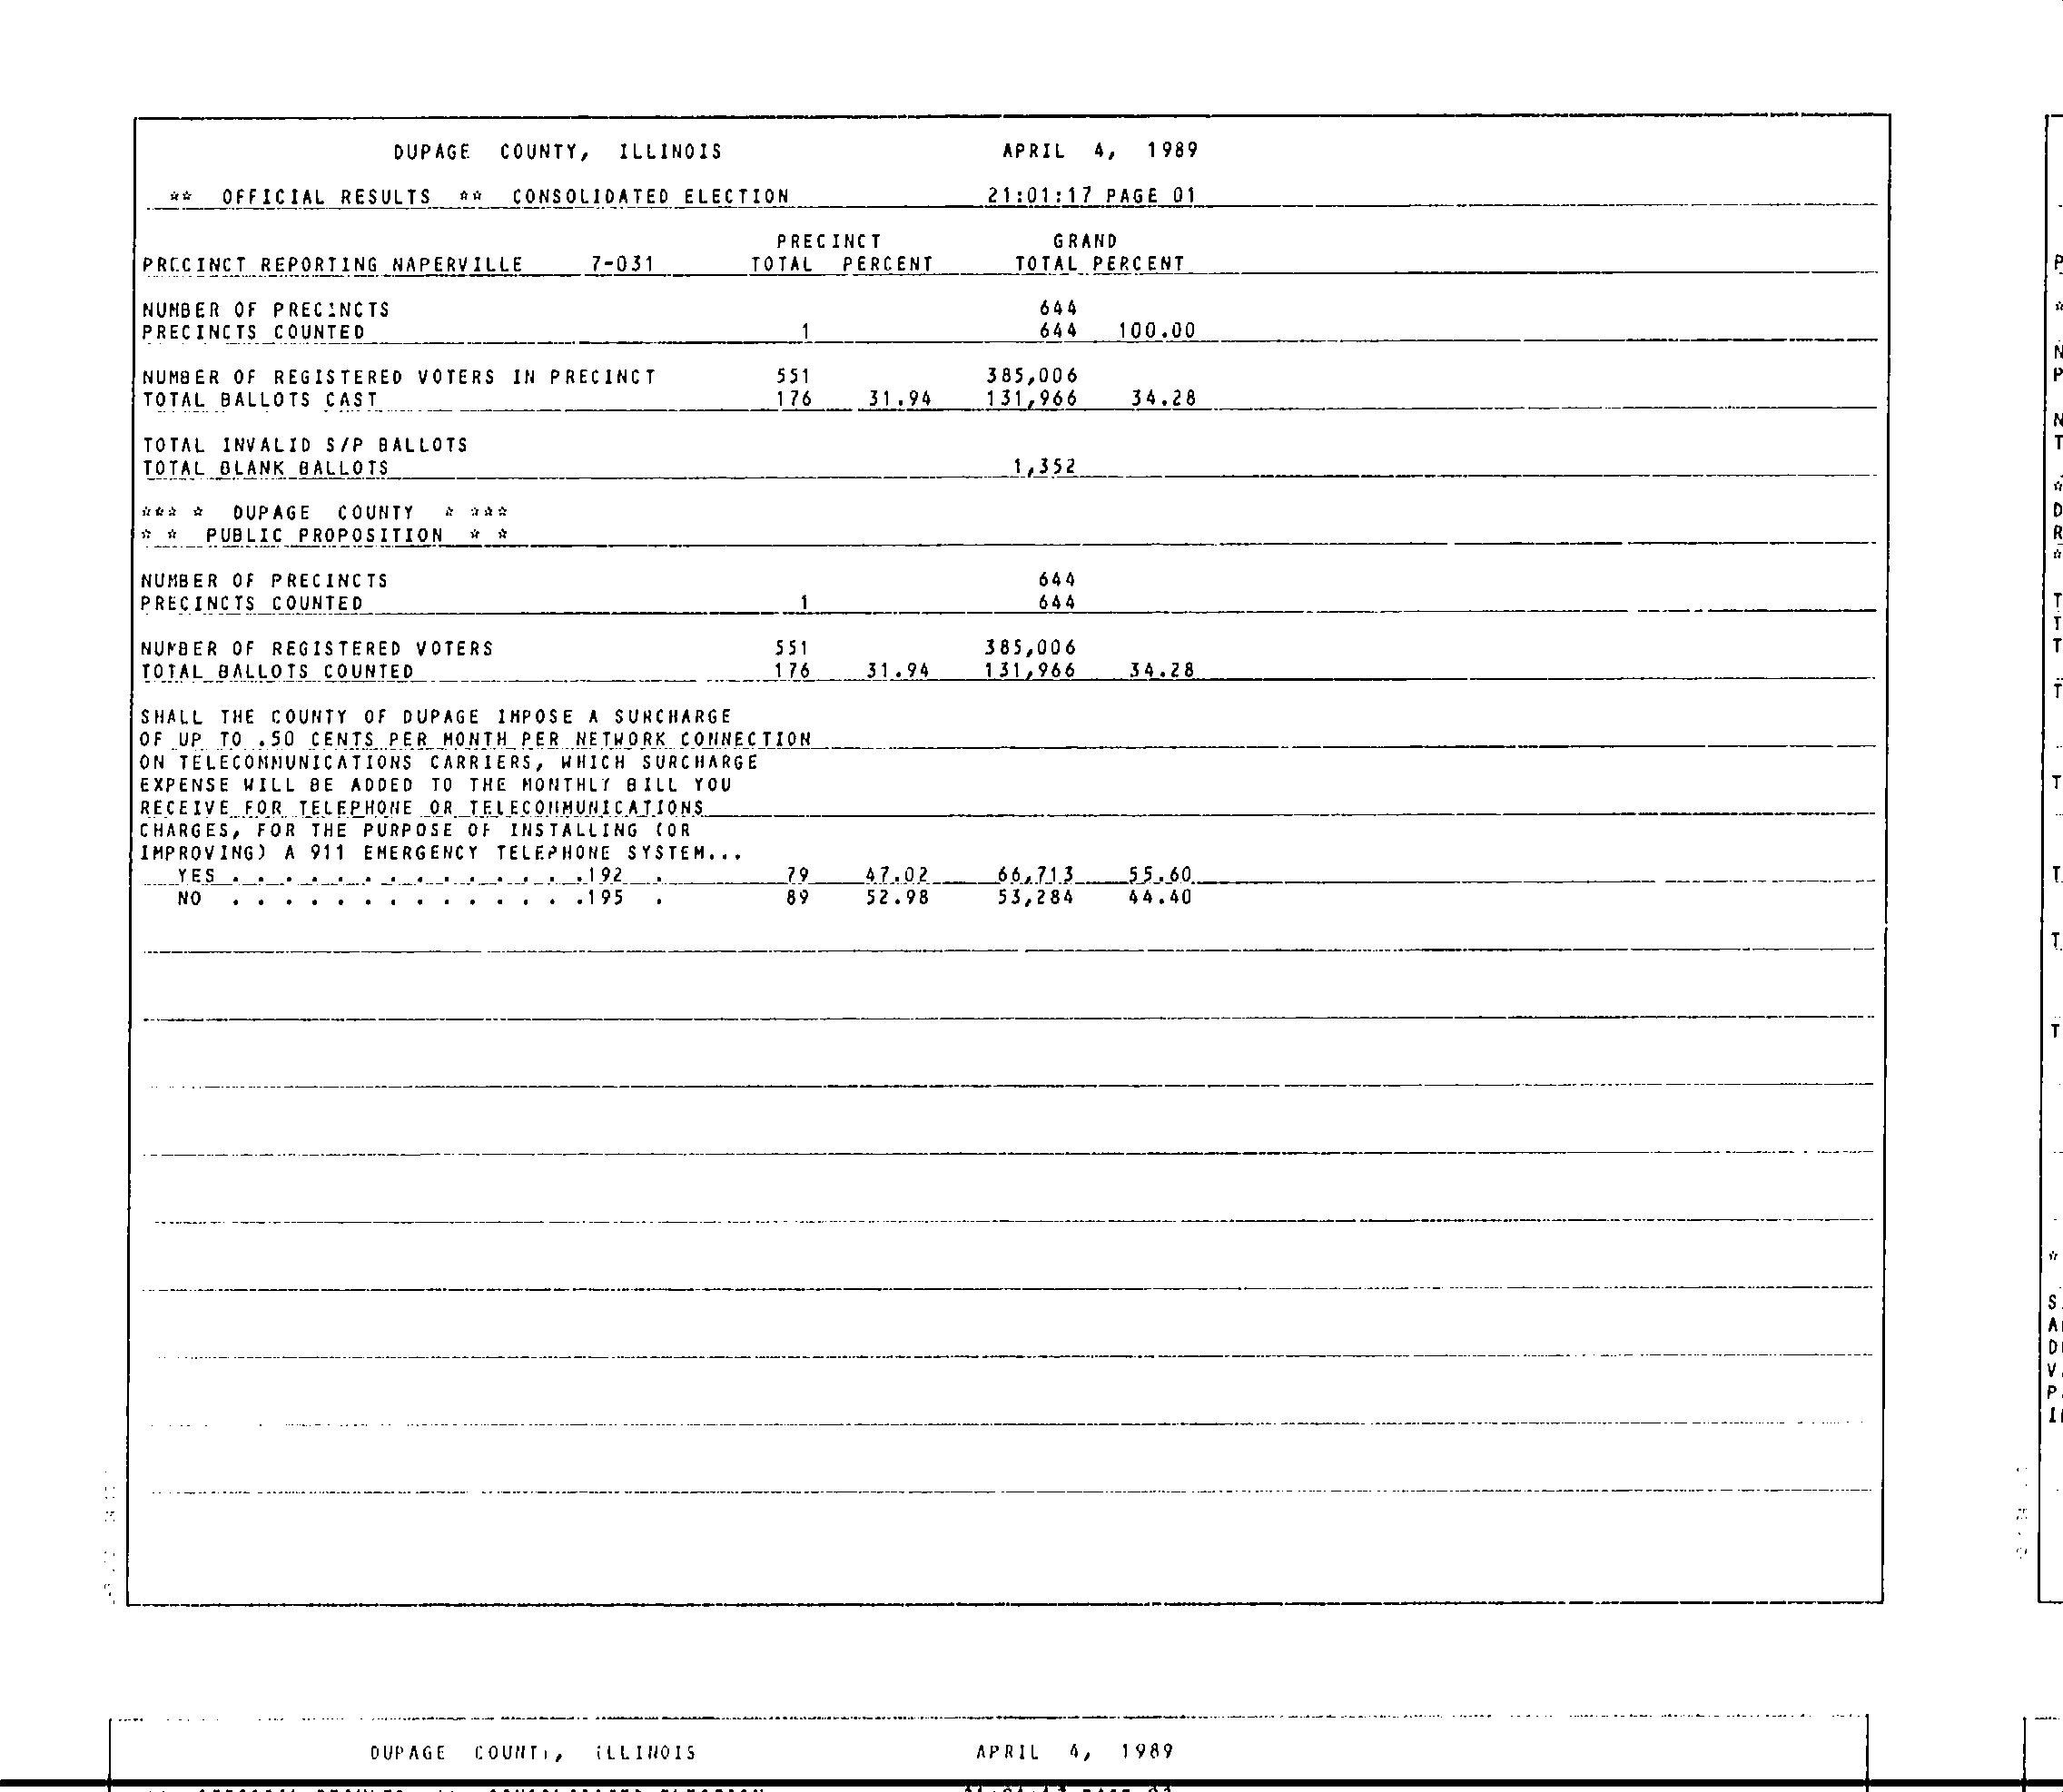 DUPAGE COUNTY, ILLINOIS APRIL 4, 1989
** OFFICIAL RESULTS ** CONSOLIDATED ELECTION 21:01:17 PAGE 01
PRECINCT GRAND
PRECINCT REPORTING NAPERVILLE 7-031 TOTAL PERCENT TOTAL PERCENT
NUMBER OF PRECINCTS 644
PRECINCTS COUNTED 1 644 100.00
NUMBER OF REGISTERED VOTERS IN PRECINCT 551 385,006
TOTAL BALLOTS CAST 176 31.94 131,966 34.28
TOTAL INVALID S/P BALLOTS
TOTAL BLANK BALLOTS 1,352
*** * DUPAGE COUNTY * ***
* * PUBLIC PROPOSITION * *
NUMBER OF PRECINCTS 644
PRECINCTS COUNTED 1 644
NUMBER OF REGISTERED VOTERS 551 385,006
TOTAL BALLOTS COUNTED 176 31.94 131,966 34.28
SHALL THE COUNTY OF DUPAGE IMPOSE A SURCHARGE
OF UP TO .50 CENTS PER MONTH PER NETWORK CONNECTION
ON TELECOMMUNICATIONS CARRIERS, WHICH SURCHARGE
EXPENSE WILL BE ADDED TO THE MONTHLY BILL YOU
RECEIVE FOR TELEPHONE OR TELECOMMUNICATIONS
CHARGES, FOR THE PURPOSE OF INSTALLING (OR
IMPROVING) A 911 EMERGENCY TELEPHONE SYSTEM...
YES . . . . . . . . . . . . . .192 . 79 47.02 66,713 55.60
NO . . . . . . . . . . . . . .195 . 89 52.98 53,284 44.40
DUPAGE COUNTY, ILLINOIS APRIL 4, 1989